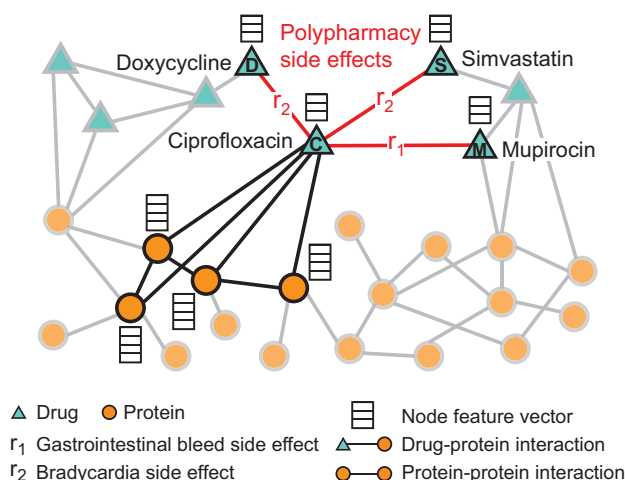 Polypharmacy
side effects
Doxycycline
D
S
Simvastatin
r2
r2
Ciprofloxacin
C
r1
M
Mupirocin
Drug
Protein
Node feature vector
r1 Gastrointestinal bleed side effect
Drug-protein interaction
r2 Bradycardia side effect
Protein-protein interaction